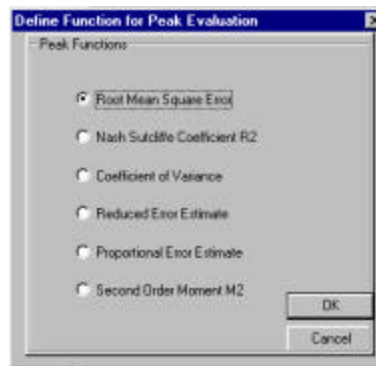 Define Function for Peak Evaluation
Peak Functions
Root Mean Square Error
Nash Sutcliffe Coefficient R2
Coefficient of Variance
Reduced Error Estimate
Proportional Error Estimate
Second Order Moment M2
OK
Cancel